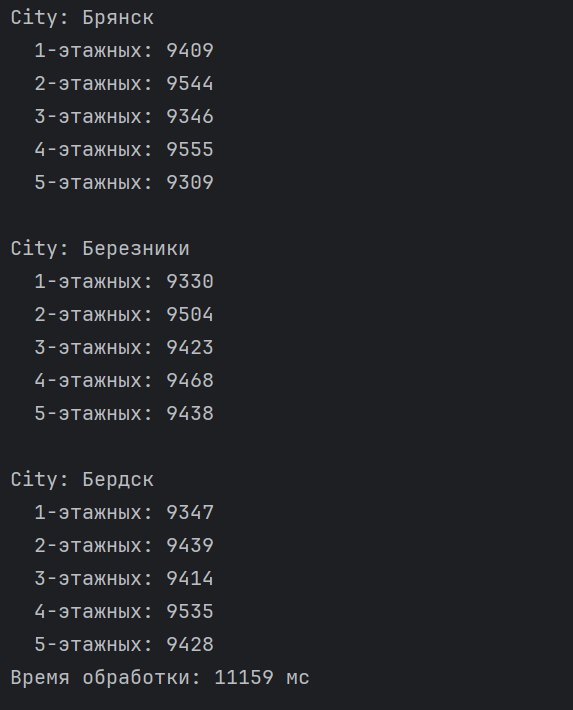 City: Брянск
1-этажных: 9409
2-этажных: 9544
3-этажных: 9346
4-этажных: 9555
5-этажных: 9309
City: Березники
1-этажных: 9330
2-этажных: 9504
3-этажных: 9423
4-этажных: 9468
5-этажных: 9438
City: Бердск
1-этажных: 9347
2-этажных: 9439
3-этажных: 9414
4-этажных: 9535
5-этажных: 9428
Время обработки: 11159 мс